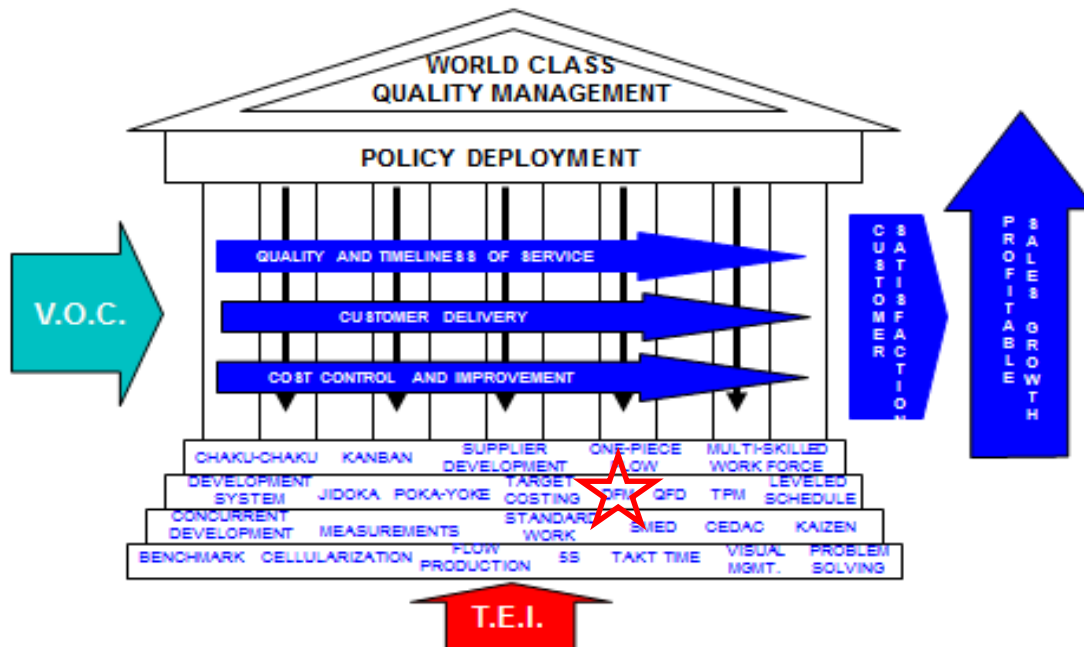 WORLD CLASS
QUALITY MANAGEMENT
POLICY DEPLOYMENT
V.O.C.
QUALITY AND TIMELINESS OF SERVICE
CUSTOMER DELIVERY
COST CONTROL AND IMPROVEMENT
CUSTOMER
SATISFACTION
PROFITABLE
SALES GROWTH
CHAKU-CHAKU KANBAN SUPPLIER DEVELOPMENT ONE-PIECE FLOW MULTI-SKILLED WORK FORCE
DEVELOPMENT SYSTEM JIDOKA POKA-YOKE TARGET COSTING DFM QFD TPM LEVELED SCHEDULE
CONCURRENT DEVELOPMENT MEASUREMENTS STANDARD WORK SMED CEDAC KAIZEN
BENCHMARK CELLULARIZATION FLOW PRODUCTION 5S TAKT TIME VISUAL MGMT. PROBLEM SOLVING
T.E.I.